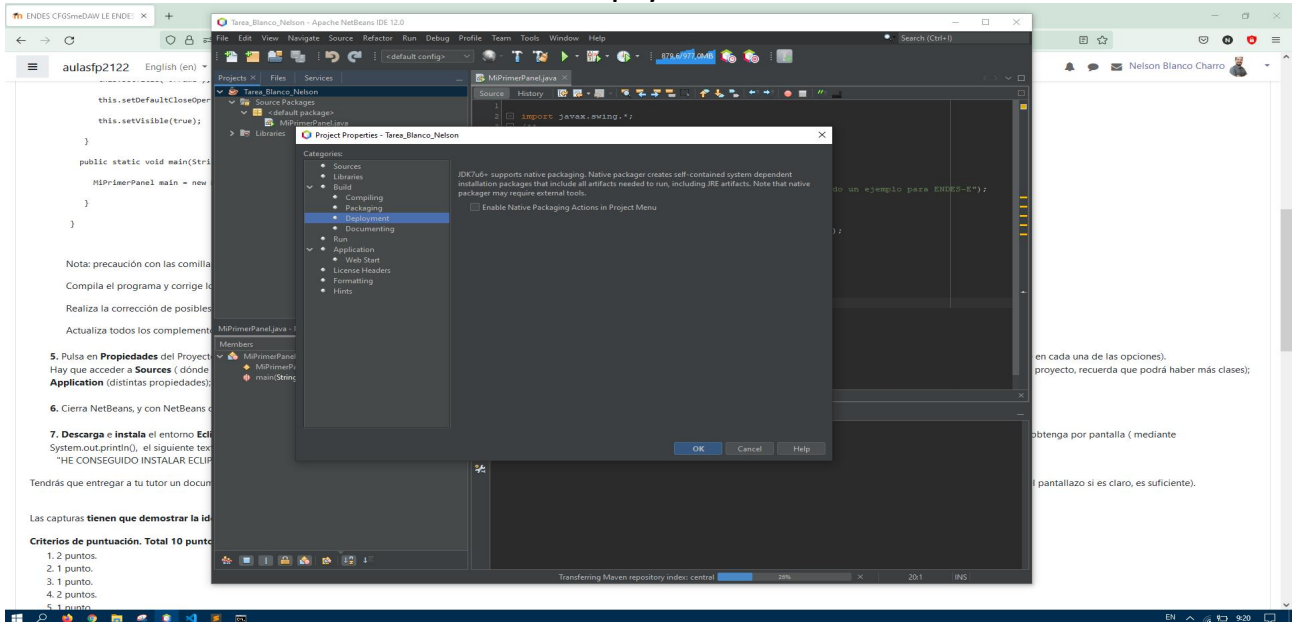 ENDES CFGSmeDAW LE ENDE:
Tarea_Blanco_Nelson - Apache NetBeans IDE 12.0
File Edit View Navigate Source Refactor Run Debug Profile Team Tools Window Help
Search (Ctrl+I)
<default config>
879,6/977,0MB
aulasfp2122 English (en)
Nelson Blanco Charro
Projects Files Services
MiPrimerPanel.java
Source History
Tarea_Blanco_Nelson
Source Packages
<default package>
MiPrimerPanel.java
Libraries
1
2 import javax.swing.*;
this.setDefaultCloseOper
this.setVisible(true);
}
public static void main(Stri
MiPrimerPanel main = new
}
}
Project Properties - Tarea_Blanco_Nelson
Categories:
Sources
Libraries
Build
Compiling
Packaging
Deployment
Documenting
Run
Application
Web Start
License Headers
Formatting
Hints
JDK7u6+ supports native packaging. Native packager creates self-contained system dependent
installation packages that include all artifacts needed to run, including JRE artifacts. Note that native
packager may require external tools.
Enable Native Packaging Actions in Project Menu
do un ejemplo para ENDES-E");
);
OK Cancel Help
Nota: precaución con las comilla
Compila el programa y corrige lo
Realiza la corrección de posibles
Actualiza todos los complemento
MiPrimerPanel.java -
Members
MiPrimerPanel
MiPrimerP
main(String
5. Pulsa en Propiedades del Proyect
en cada una de las opciones).
Hay que acceder a Sources ( dónde
proyecto, recuerda que podrá haber más clases);
Application (distintas propiedades);
6. Cierra NetBeans, y con NetBeans
7. Descarga e instala el entorno Ecli
obtenga por pantalla ( mediante
System.out.println(), el siguiente tex
"HE CONSEGUIDO INSTALAR ECLIP
Tendrás que entregar a tu tutor un docum
l pantallazo si es claro, es suficiente).
Las capturas tienen que demostrar la id
Criterios de puntuación. Total 10 punto
1. 2 puntos.
2. 1 punto.
3. 1 punto.
4. 2 puntos.
5. 1 punto
Transferring Maven repository index: central 28% 20:1 INS
EN 9:20